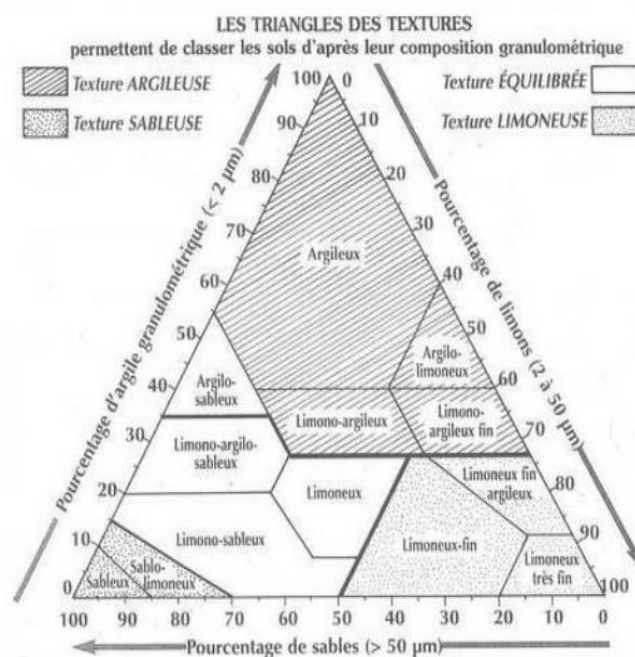 LES TRIANGLES DES TEXTURES
permettent de classer les sols d'après leur composition granulométrique
Texture ARGILEUSE
Texture SABLEUSE
Texture ÉQUILIBRÉE
Texture LIMONEUSE
Pourcentage d'argile granulométrique (< 2 µm)
Pourcentage de limons (2 à 50 µm)
100 0
90 10
80 20
70 30
60 40
50 50
40 60
30 70
20 80
10 90
0 100
Argileux
Argilo-
limoneux
Argilo-
sableux
Limono-argileux
Limono-
argileux fin
Limono-argilo-
sableux
Limoneux
Limoneux fin
argileux
Limono-sableux
Limoneux-fin
Sableux
Sablo-
limoneux
Limoneux
très fin
100 90 80 70 60 50 40 30 20 10 0
Pourcentage de sables (> 50 µm)